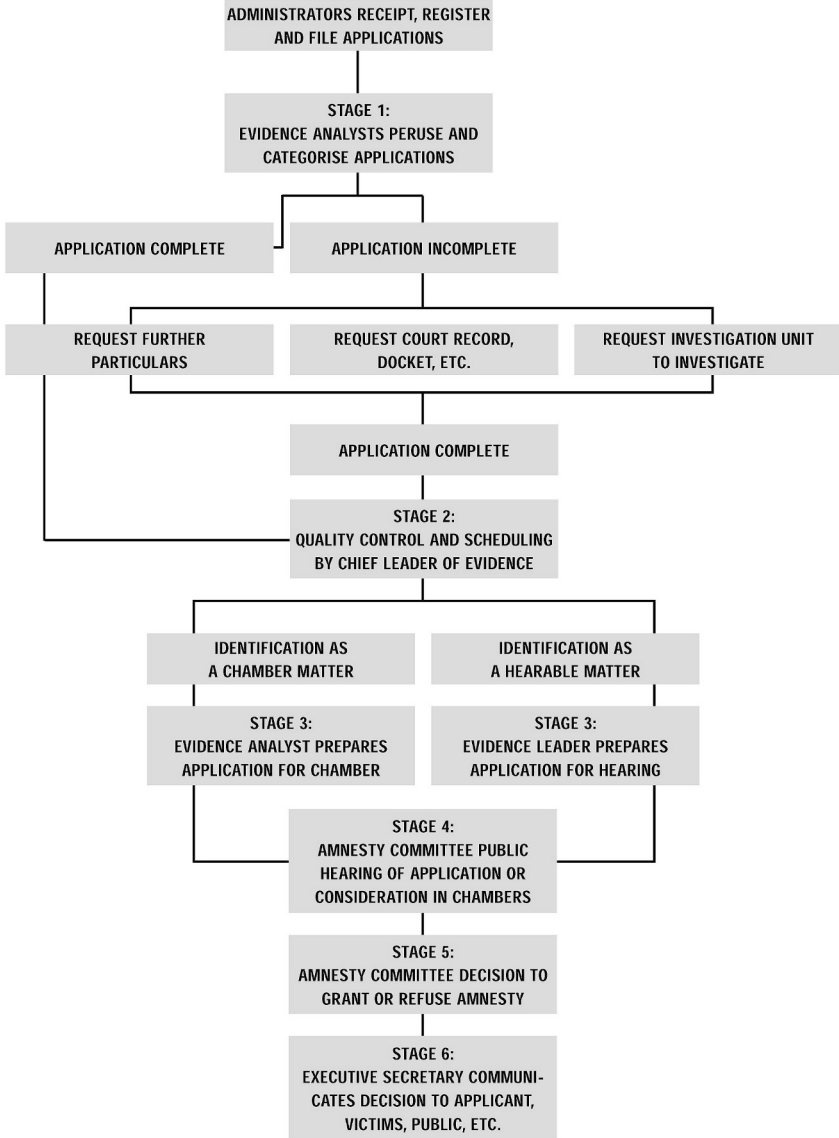 ADMINISTRATORS RECEIPT, REGISTER
AND FILE APPLICATIONS
STAGE 1:
EVIDENCE ANALYSTS PERUSE AND
CATEGORISE APPLICATIONS
APPLICATION COMPLETE
APPLICATION INCOMPLETE
REQUEST FURTHER
PARTICULARS
REQUEST COURT RECORD,
DOCKET, ETC.
REQUEST INVESTIGATION UNIT
TO INVESTIGATE
APPLICATION COMPLETE
STAGE 2:
QUALITY CONTROL AND SCHEDULING
BY CHIEF LEADER OF EVIDENCE
IDENTIFICATION AS
A CHAMBER MATTER
IDENTIFICATION AS
A HEARABLE MATTER
STAGE 3:
EVIDENCE ANALYST PREPARES
APPLICATION FOR CHAMBER
STAGE 3:
EVIDENCE LEADER PREPARES
APPLICATION FOR HEARING
STAGE 4:
AMNESTY COMMITTEE PUBLIC
HEARING OF APPLICATION OR
CONSIDERATION IN CHAMBERS
STAGE 5:
AMNESTY COMMITTEE DECISION TO
GRANT OR REFUSE AMNESTY
STAGE 6:
EXECUTIVE SECRETARY COMMUNI-
CATES DECISION TO APPLICANT,
VICTIMS, PUBLIC, ETC.